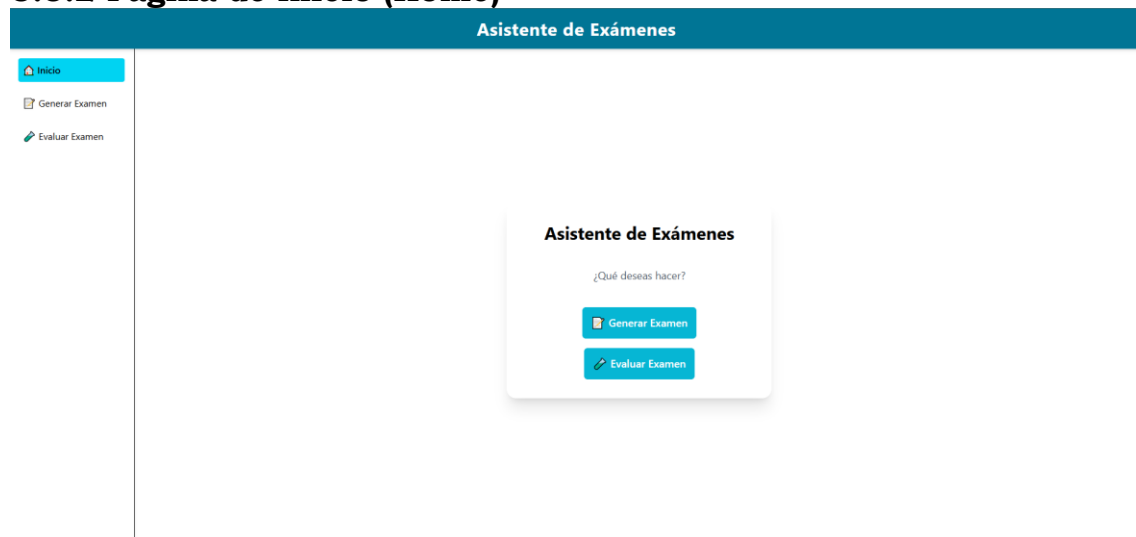 Asistente de Exámenes
Inicio
Generar Examen
Evaluar Examen
Asistente de Exámenes
¿Qué deseas hacer?
Generar Examen
Evaluar Examen